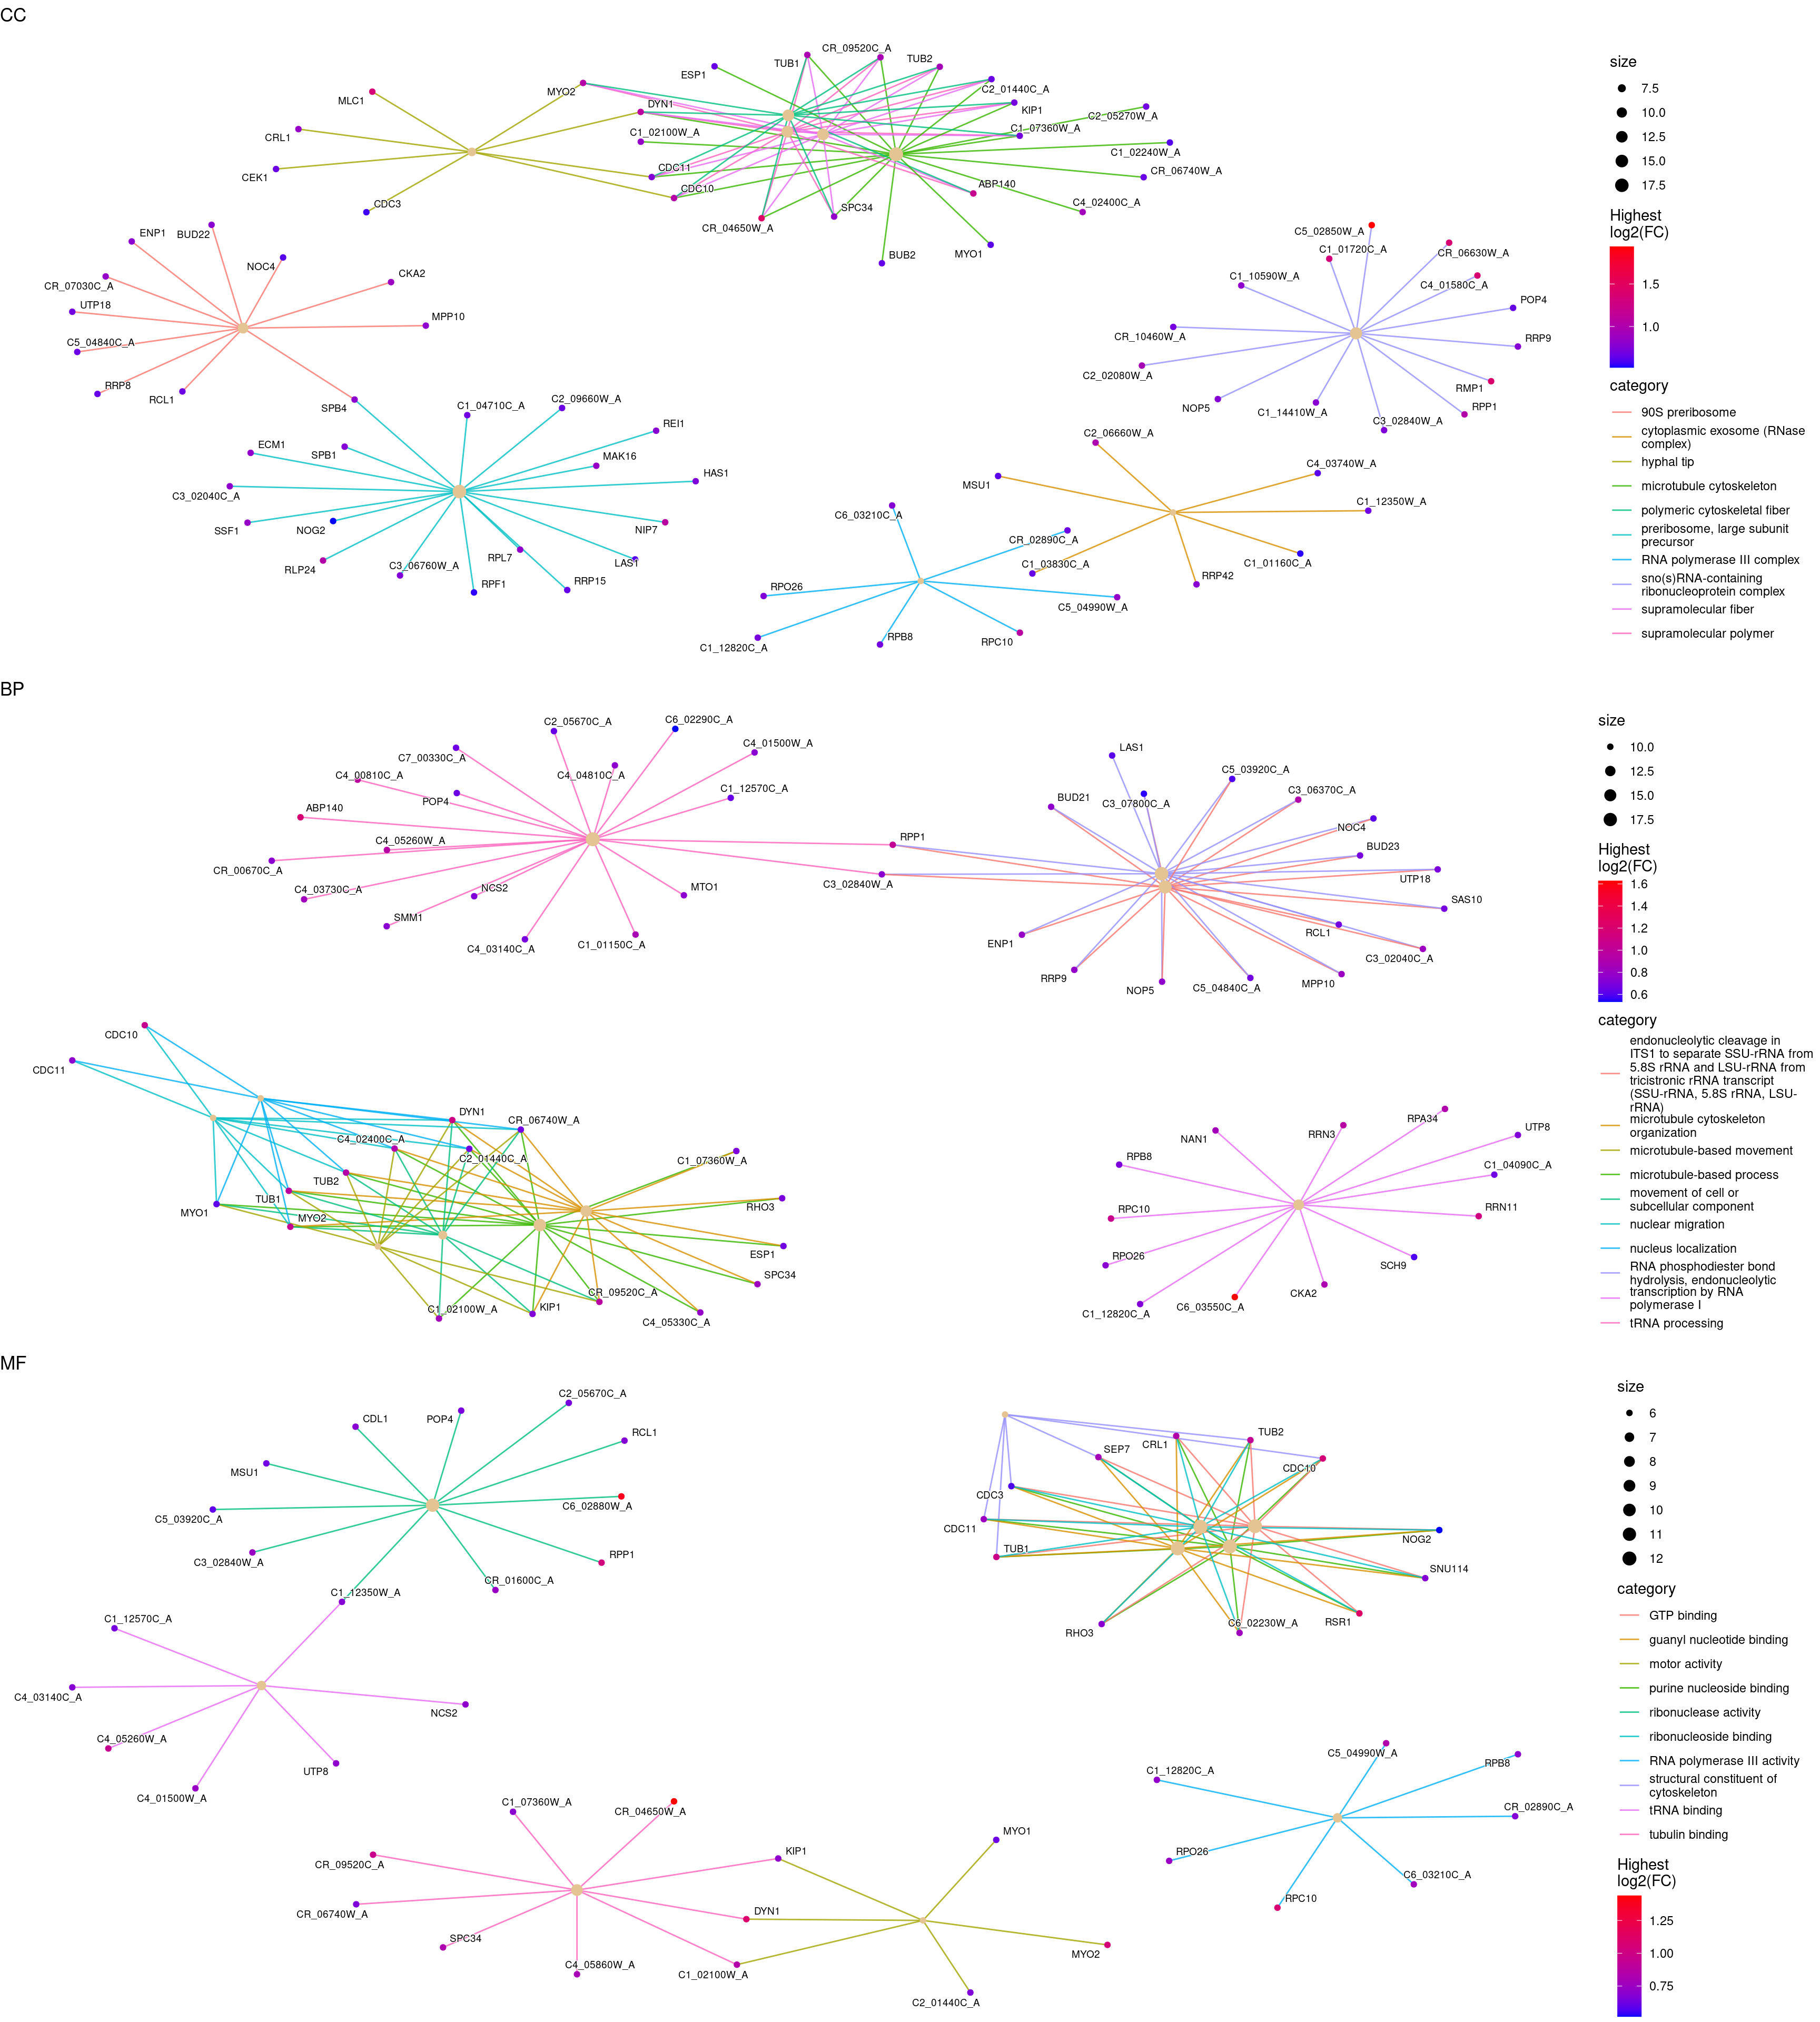 CC
CR_09520C_A
TUB1
TUB2
ESP1
C2_01440C_A
MYO2
MLC1
DYN1
KIP1
C2_05270W_A
CRL1
C1_02100W_A
C1_07360W_A
C1_02240W_A
CEK1
CDC11
CR_06740W_A
CDC10
ABP140
CDC3
SPC34
C4_02400C_A
CR_04650W_A
BUB2
MYO1
ENP1
BUD22
NOC4
CKA2
CR_07030C_A
UTP18
MPP10
C5_04840C_A
RRP8
RCL1
SPB4
C5_02850W_A
C1_01720C_A
CR_06630W_A
C1_10590W_A
C4_01580C_A
POP4
CR_10460W_A
RRP9
C2_02080W_A
RMP1
NOP5
C1_14410W_A
RPP1
C3_02840W_A
C1_04710C_A
C2_09660W_A
REI1
ECM1
SPB1
MAK16
HAS1
C3_02040C_A
SSF1
NOG2
NIP7
RPL7
LAS1
RLP24
C3_06760W_A
RPF1
RRP15
C2_06660W_A
C4_03740W_A
MSU1
C1_12350W_A
C6_03210C_A
CR_02890C_A
C1_03830C_A
C1_01160C_A
RRP42
RPO26
C5_04990W_A
C1_12820C_A
RPB8
RPC10
size
7.5
10.0
12.5
15.0
17.5
Highest
log2(FC)
1.5
1.0
category
90S preribosome
cytoplasmic exosome (RNase
complex)
hyphal tip
microtubule cytoskeleton
polymeric cytoskeletal fiber
preribosome, large subunit
precursor
RNA polymerase III complex
sno(s)RNA-containing
ribonucleoprotein complex
supramolecular fiber
supramolecular polymer
BP
C2_05670C_A
C6_02290C_A
C7_00330C_A
C4_01500W_A
C4_00810C_A
C4_04810C_A
POP4
C1_12570C_A
ABP140
C4_05260W_A
CR_00670C_A
C4_03730C_A
NCS2
MTO1
SMM1
C4_03140C_A
C1_01150C_A
RPP1
C3_02840W_A
LAS1
C5_03920C_A
BUD21
C3_07800C_A
C3_06370C_A
NOC4
BUD23
UTP18
SAS10
RCL1
ENP1
C3_02040C_A
RRP9
NOP5
C5_04840C_A
MPP10
CDC10
CDC11
DYN1
CR_06740W_A
C4_02400C_A
C2_01440C_A
C1_07360W_A
TUB2
TUB1
MYO1
MYO2
RHO3
ESP1
SPC34
CR_09520C_A
C1_02100W_A
KIP1
C4_05330C_A
RPA34
NAN1
RRN3
UTP8
RPB8
C1_04090C_A
RPC10
RRN11
RPO26
SCH9
C1_12820C_A
C6_03550C_A
CKA2
size
10.0
12.5
15.0
17.5
Highest
log2(FC)
1.6
1.4
1.2
1.0
0.8
0.6
category
endonucleolytic cleavage in
ITS1 to separate SSU-rRNA from
5.8S rRNA and LSU-rRNA from
tricistronic rRNA transcript
(SSU-rRNA, 5.8S rRNA, LSU-
rRNA)
microtubule cytoskeleton
organization
microtubule-based movement
microtubule-based process
movement of cell or
subcellular component
nuclear migration
nucleus localization
RNA phosphodiester bond
hydrolysis, endonucleolytic
transcription by RNA
polymerase I
tRNA processing
MF
C2_05670C_A
CDL1
POP4
RCL1
MSU1
C6_02880W_A
C5_03920C_A
C3_02840W_A
RPP1
CR_01600C_A
C1_12350W_A
C1_12570C_A
C4_03140C_A
NCS2
C4_05260W_A
UTP8
C4_01500W_A
SEP7
CRL1
TUB2
CDC10
CDC3
CDC11
TUB1
NOG2
SNU114
RHO3
C6_02230W_A
RSR1
C5_04990W_A
C1_12820C_A
RPB8
CR_02890C_A
RPO26
C6_03210C_A
RPC10
C1_07360W_A
CR_04650W_A
MYO1
KIP1
CR_09520C_A
CR_06740W_A
DYN1
SPC34
MYO2
C4_05860W_A
C1_02100W_A
C2_01440C_A
size
6
7
8
9
10
11
12
category
GTP binding
guanyl nucleotide binding
motor activity
purine nucleoside binding
ribonuclease activity
ribonucleoside binding
RNA polymerase III activity
structural constituent of
cytoskeleton
tRNA binding
tubulin binding
Highest
log2(FC)
1.25
1.00
0.75